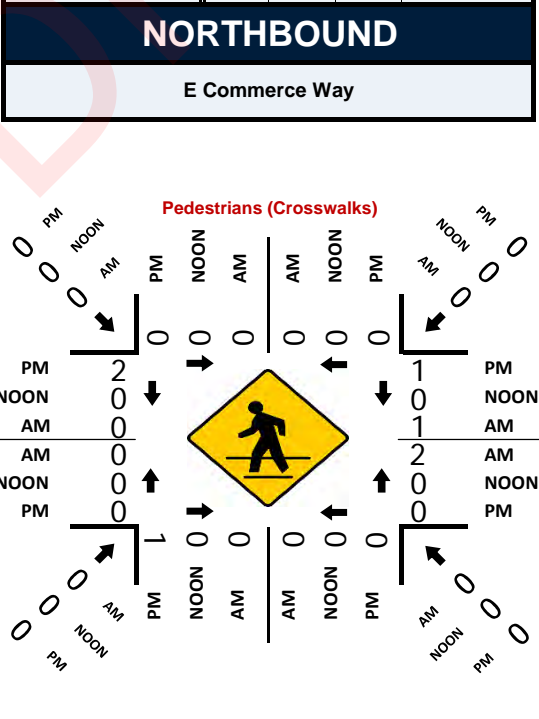 NORTHBOUND
E Commerce Way
Pedestrians (Crosswalks)
PM NOON AM
0 0 0
PM NOON AM AM NOON PM
0 0 0 0 0 0
PM NOON AM
0 0 0
PM 2 1 PM
NOON 0 0 NOON
AM 0 1 AM
AM 0 2 AM
NOON 0 0 NOON
PM 0 0 PM
1 0 0 0 0 0
PM NOON AM AM NOON PM
0 0 0
AM NOON PM
0 0 0
AM NOON PM